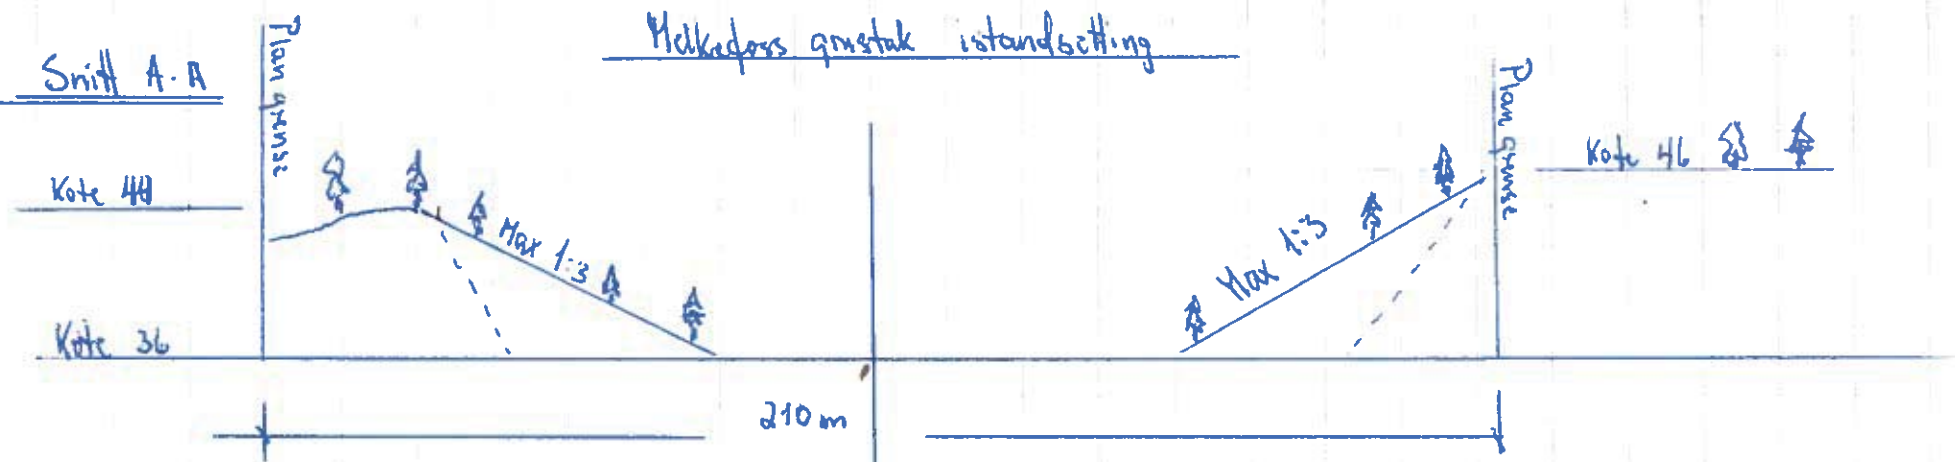 Melkefoss grustak istandsetting
Snitt A-A
Plan grense
Plan grense
Kote 44
Kote 46
Max 1:3
Max 1:3
Kote 36
210 m